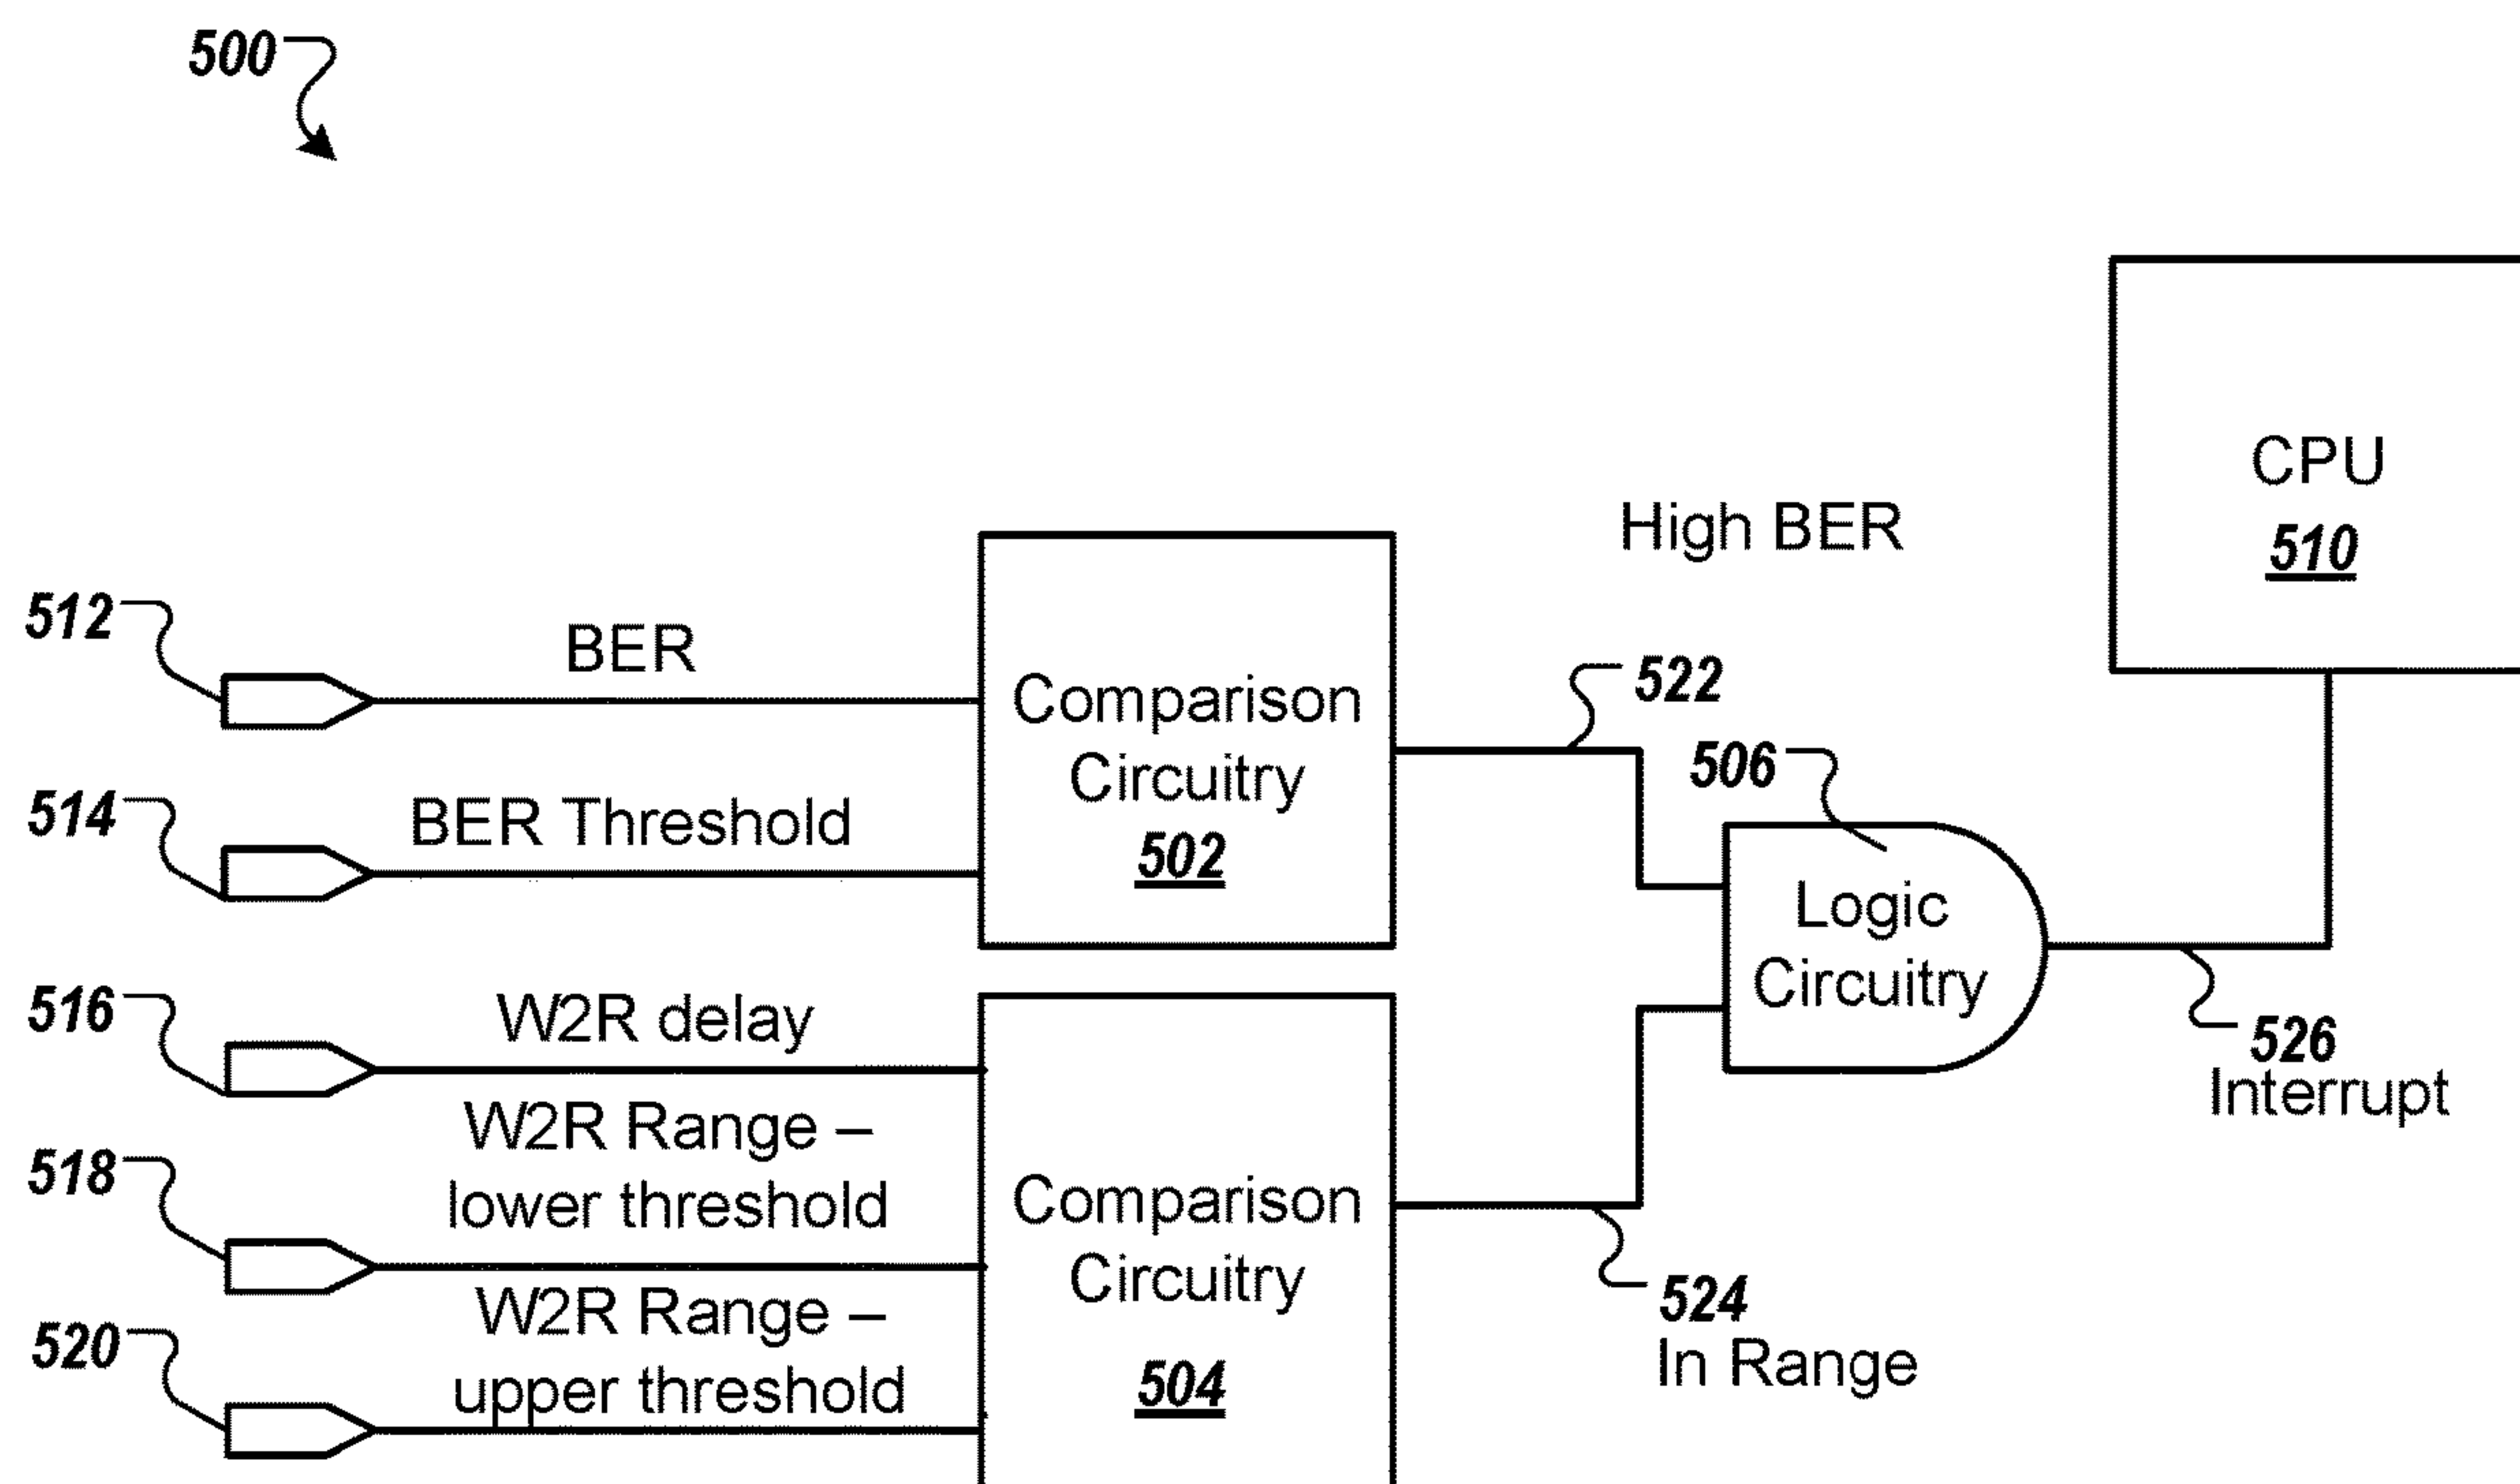 500
CPU
510
High BER
512
BER
522
Comparison
Circuitry
502
506
514
BER Threshold
Logic
Circuitry
516
W2R delay
526
Interrupt
518
W2R Range –
lower threshold
Comparison
Circuitry
504
524
In Range
520
W2R Range –
upper threshold